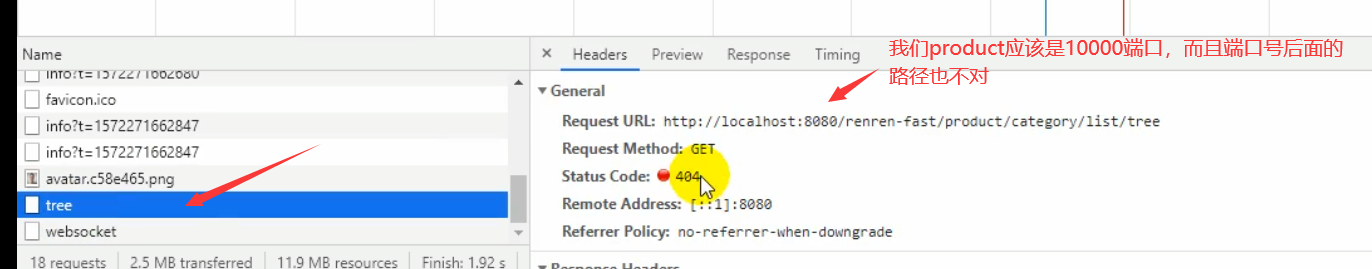 Name
info?t=1572271662680
favicon.ico
info?t=1572271662847
info?t=1572271662847
avatar.c58e465.png
tree
websocket
18 requests 2.5 MB transferred 11.9 MB resources Finish: 1.92 s
× Headers Preview Response Timing
我们product应该是10000端口，而且端口号后面的
路径也不对
General
Request URL: http://localhost:8080/renren-fast/product/category/list/tree
Request Method: GET
Status Code: 404
Remote Address: [::1]:8080
Referrer Policy: no-referrer-when-downgrade
Response Headers